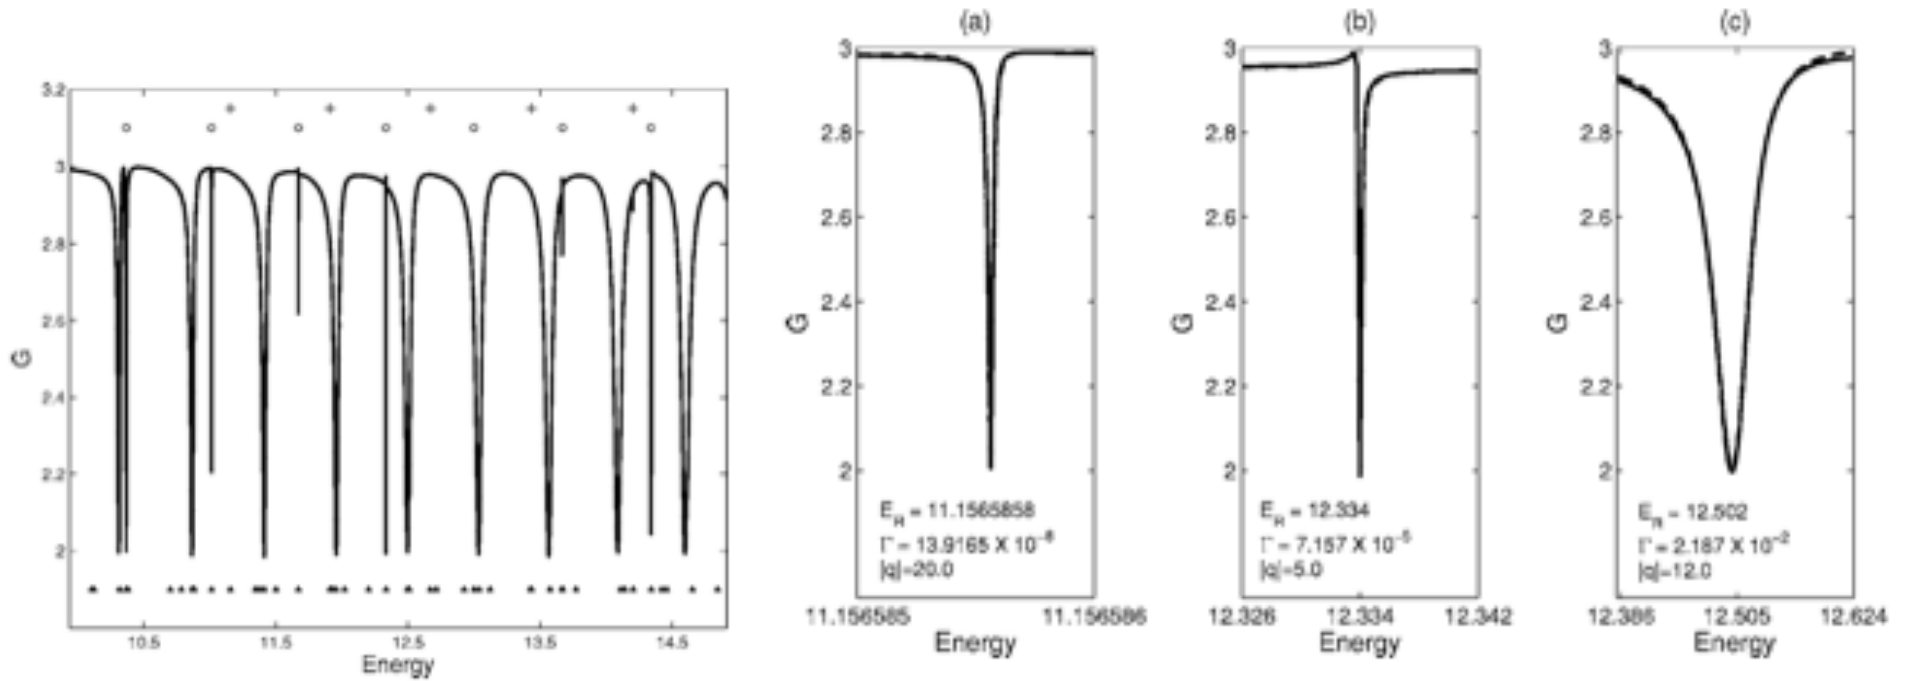 3.2
3
2.8
2.6
2.4
2.2
2
G
10.5 11.5 12.5 13.5 14.5
Energy
(a)
3
2.8
2.6
2.4
2.2
2
G
E_R = 11.1565858
Γ = 13.9165 X 10^-8
|q|=20.0
11.156585 11.156586
Energy
(b)
3
2.8
2.6
2.4
2.2
2
G
E_R = 12.334
Γ = 7.157 X 10^-5
|q|=5.0
12.326 12.334 12.342
Energy
(c)
3
2.8
2.6
2.4
2.2
2
G
E_R = 12.502
Γ = 2.187 X 10^-2
|q|=12.0
12.386 12.505 12.624
Energy